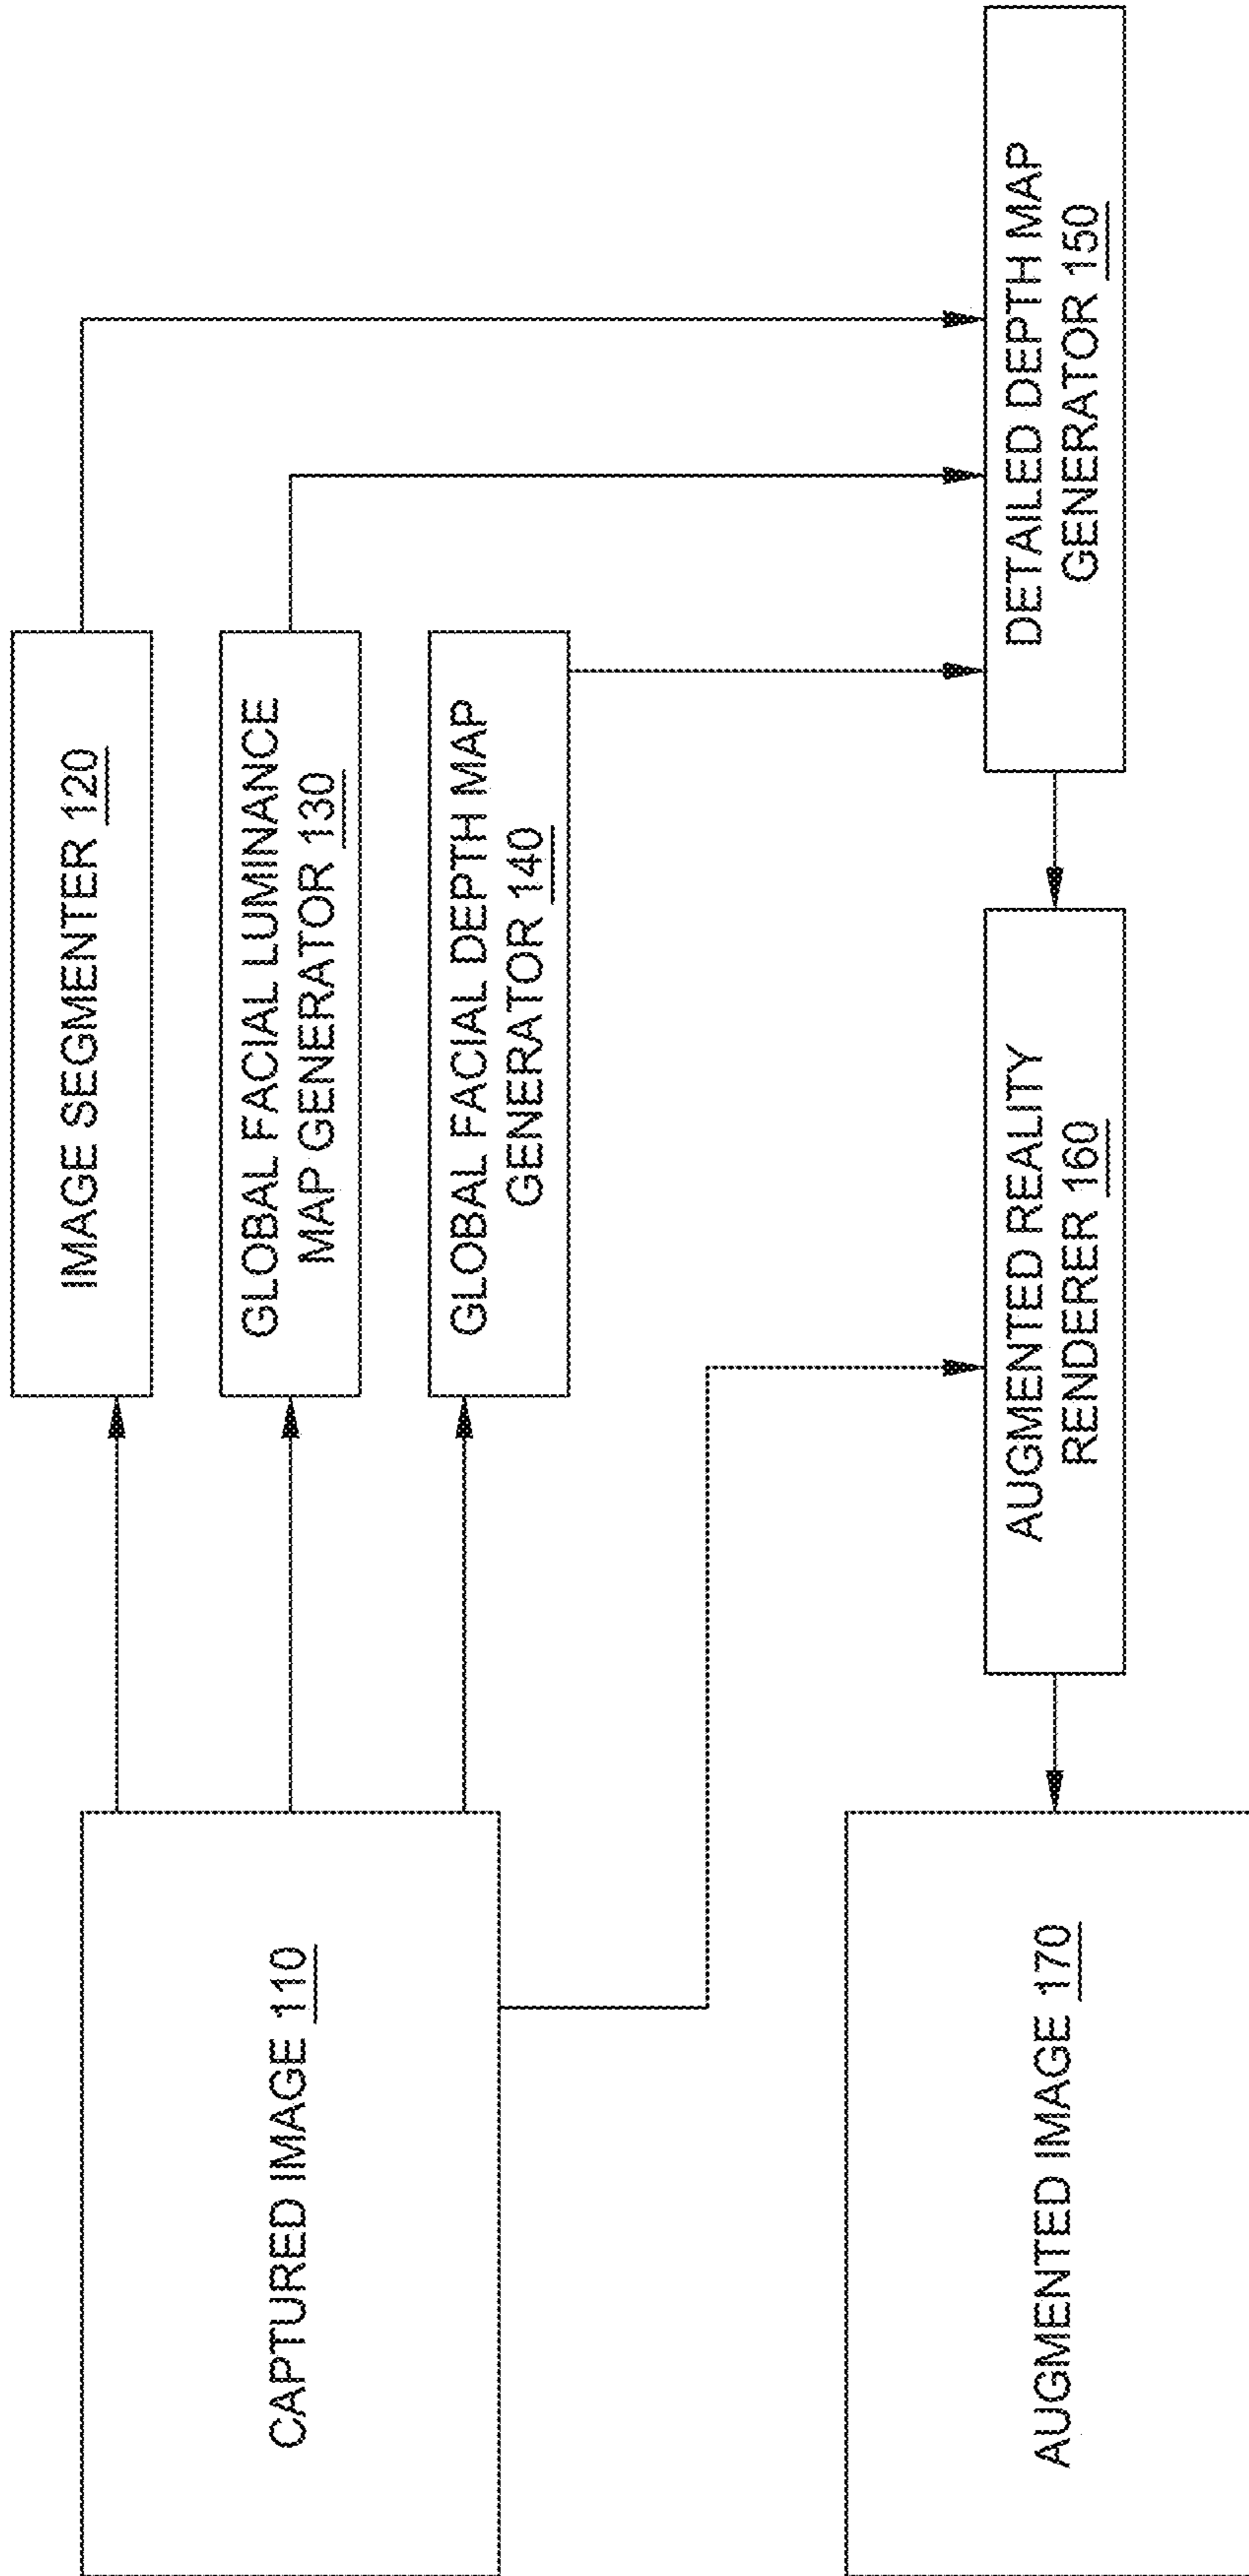 CAPTURED IMAGE 110
IMAGE SEGMENTER 120
GLOBAL FACIAL LUMINANCE
MAP GENERATOR 130
GLOBAL FACIAL DEPTH MAP
GENERATOR 140
DETAILED DEPTH MAP
GENERATOR 150
AUGMENTED REALITY
RENDERER 160
AUGMENTED IMAGE 170